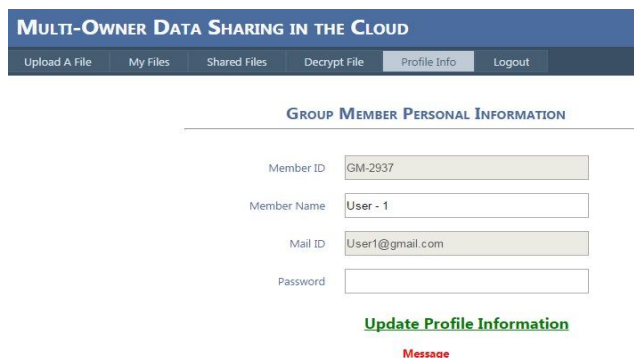 MULTI-OWNER DATA SHARING IN THE CLOUD
Upload A File My Files Shared Files Decrypt File Profile Info Logout
GROUP MEMBER PERSONAL INFORMATION
Member ID GM-2937
Member Name User - 1
Mail ID User1@gmail.com
Password
Update Profile Information
Message